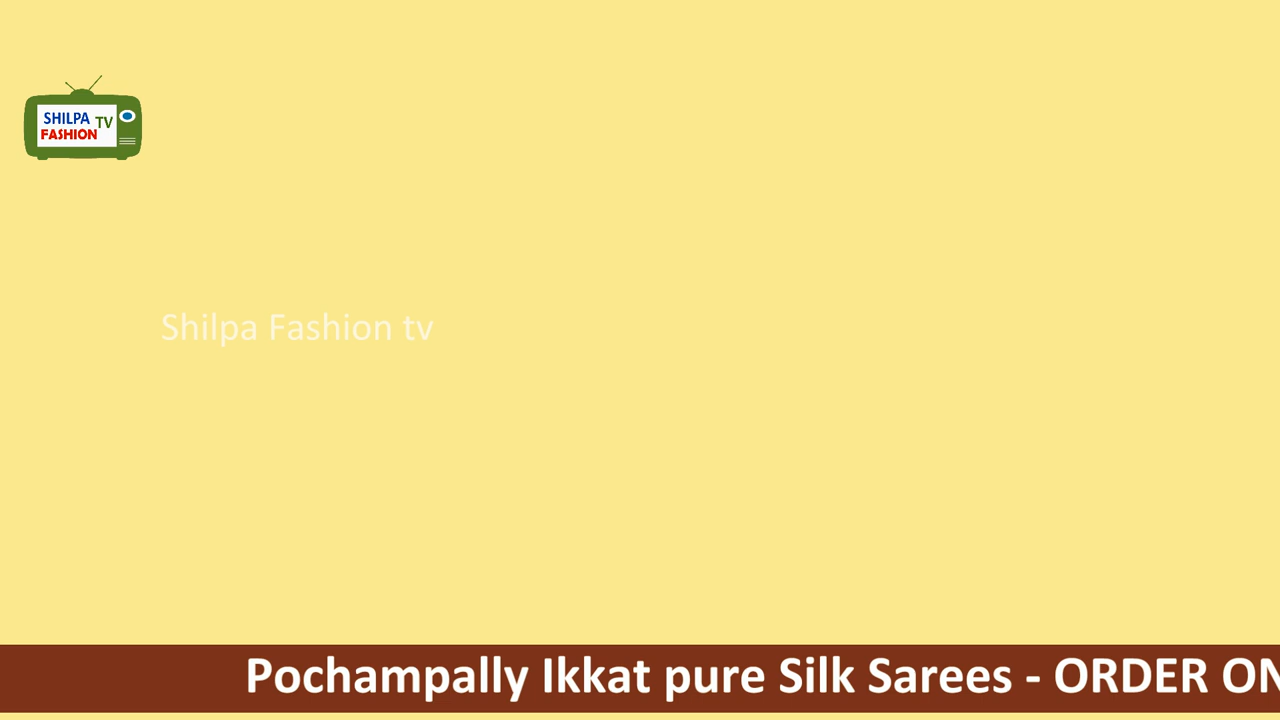 SHILPA TV
FASHION
Shilpa Fashion tv
Pochampally Ikkat pure Silk Sarees - ORDER ON